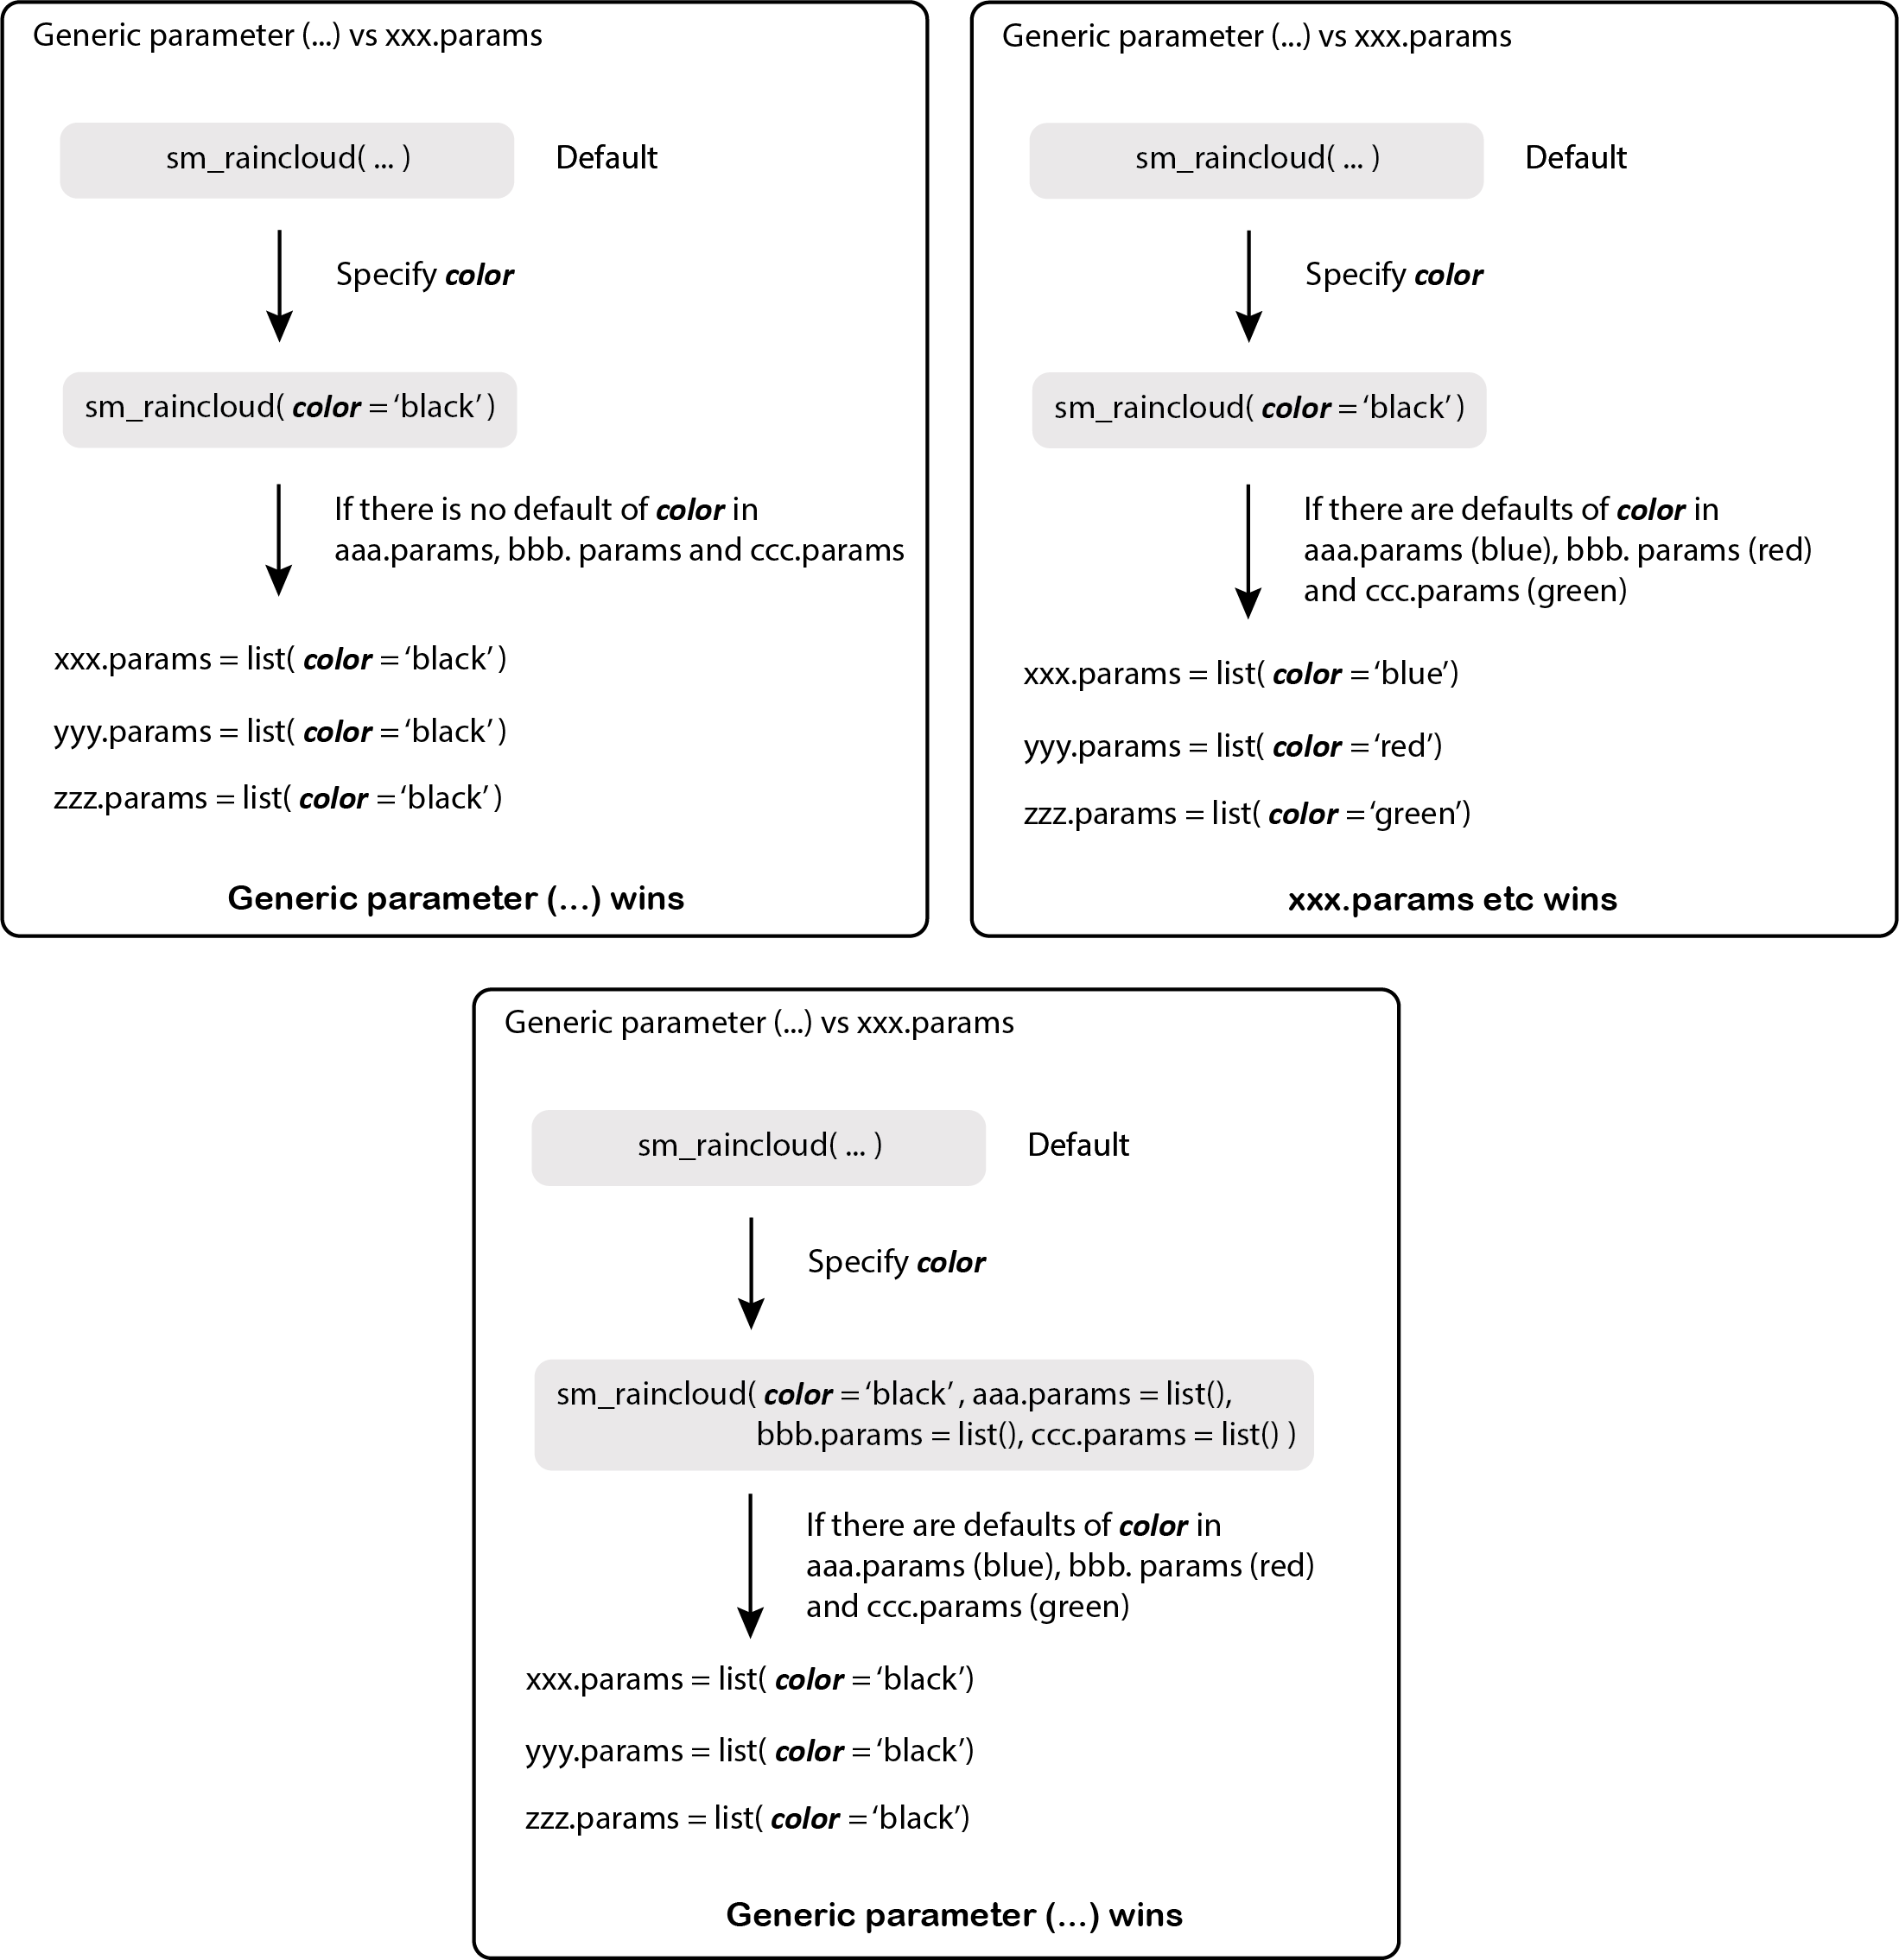 Generic parameter (...) vs xxx.params
sm_raincloud( ... )
Default
Specify color
sm_raincloud( color = ‘black’ )
If there is no default of color in
aaa.params, bbb. params and ccc.params
xxx.params = list( color = ‘black’ )
yyy.params = list( color = ‘black’ )
zzz.params = list( color = ‘black’ )
Generic parameter (...) wins
Generic parameter (...) vs xxx.params
sm_raincloud( ... )
Default
Specify color
sm_raincloud( color = ‘black’ )
If there are defaults of color in
aaa.params (blue), bbb. params (red)
and ccc.params (green)
xxx.params = list( color = ‘blue’)
yyy.params = list( color = ‘red’)
zzz.params = list( color = ‘green’)
xxx.params etc wins
Generic parameter (...) vs xxx.params
sm_raincloud( ... )
Default
Specify color
sm_raincloud( color = ‘black’ , aaa.params = list(),
bbb.params = list(), ccc.params = list() )
If there are defaults of color in
aaa.params (blue), bbb. params (red)
and ccc.params (green)
xxx.params = list( color = ‘black’)
yyy.params = list( color = ‘black’)
zzz.params = list( color = ‘black’)
Generic parameter (...) wins